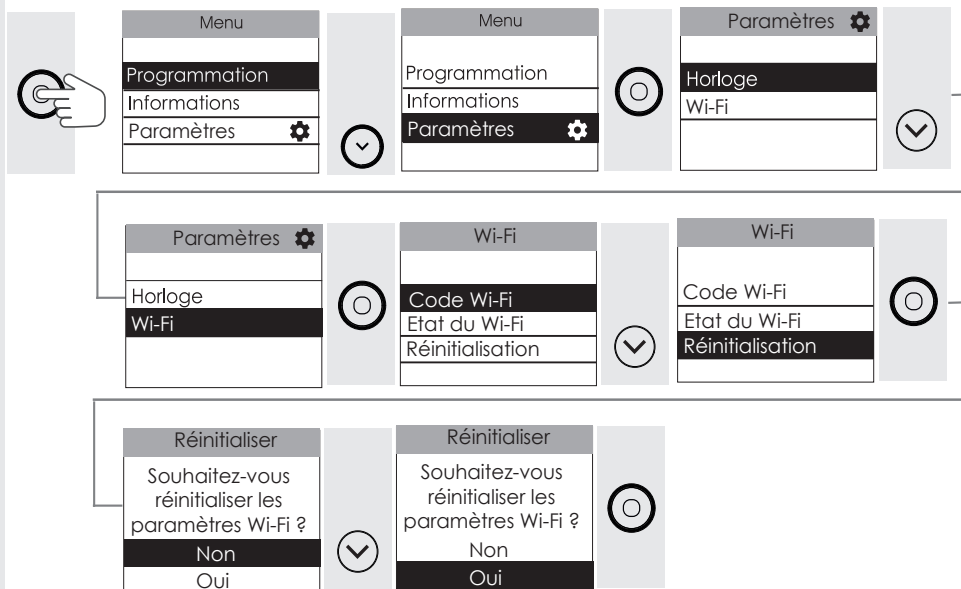 Menu
Programmation
Informations
Paramètres
Menu
Programmation
Informations
Paramètres
Paramètres
Horloge
Wi-Fi
Paramètres
Horloge
Wi-Fi
Wi-Fi
Code Wi-Fi
Etat du Wi-Fi
Réinitialisation
Wi-Fi
Code Wi-Fi
Etat du Wi-Fi
Réinitialisation
Réinitialiser
Souhaitez-vous
réinitialiser les
paramètres Wi-Fi ?
Non
Oui
Réinitialiser
Souhaitez-vous
réinitialiser les
paramètres Wi-Fi ?
Non
Oui